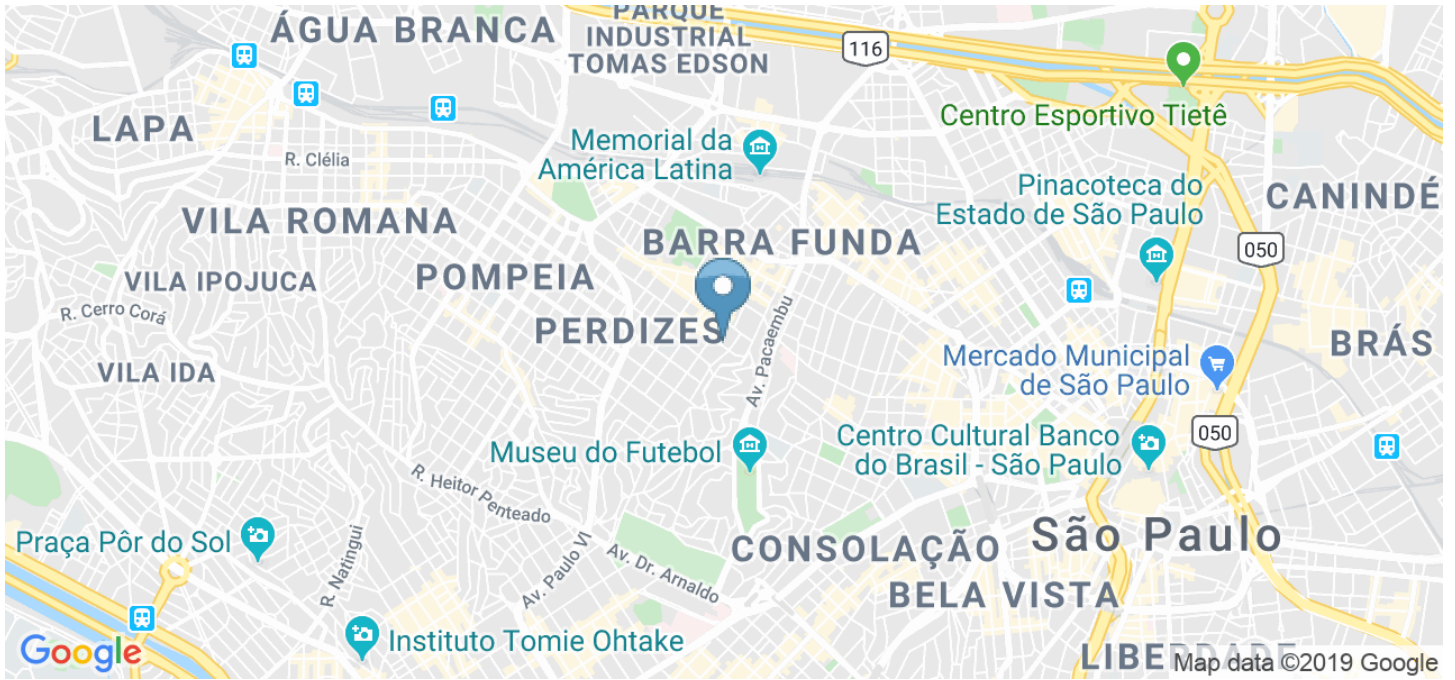 PARQUE
INDUSTRIAL
TOMAS EDSON
ÁGUA BRANCA
116
Centro Esportivo Tietê
LAPA
R. Clélia
Memorial da
América Latina
Pinacoteca do
Estado de São Paulo
CANINDÉ
VILA ROMANA
BARRA FUNDA
050
VILA IPOJUCA
POMPEIA
R. Cerro Corá
PERDIZES
Av. Pacaembu
BRÁS
VILA IDA
Mercado Municipal
de São Paulo
050
Museu do Futebol
Centro Cultural Banco
do Brasil - São Paulo
R. Heitor Penteado
Praça Pôr do Sol
R. Natingui
Av. Paulo VI
Av. Dr. Arnaldo
CONSOLAÇÃO
São Paulo
BELA VISTA
Instituto Tomie Ohtake
Google
LIBERDADE
Map data ©2019 Google